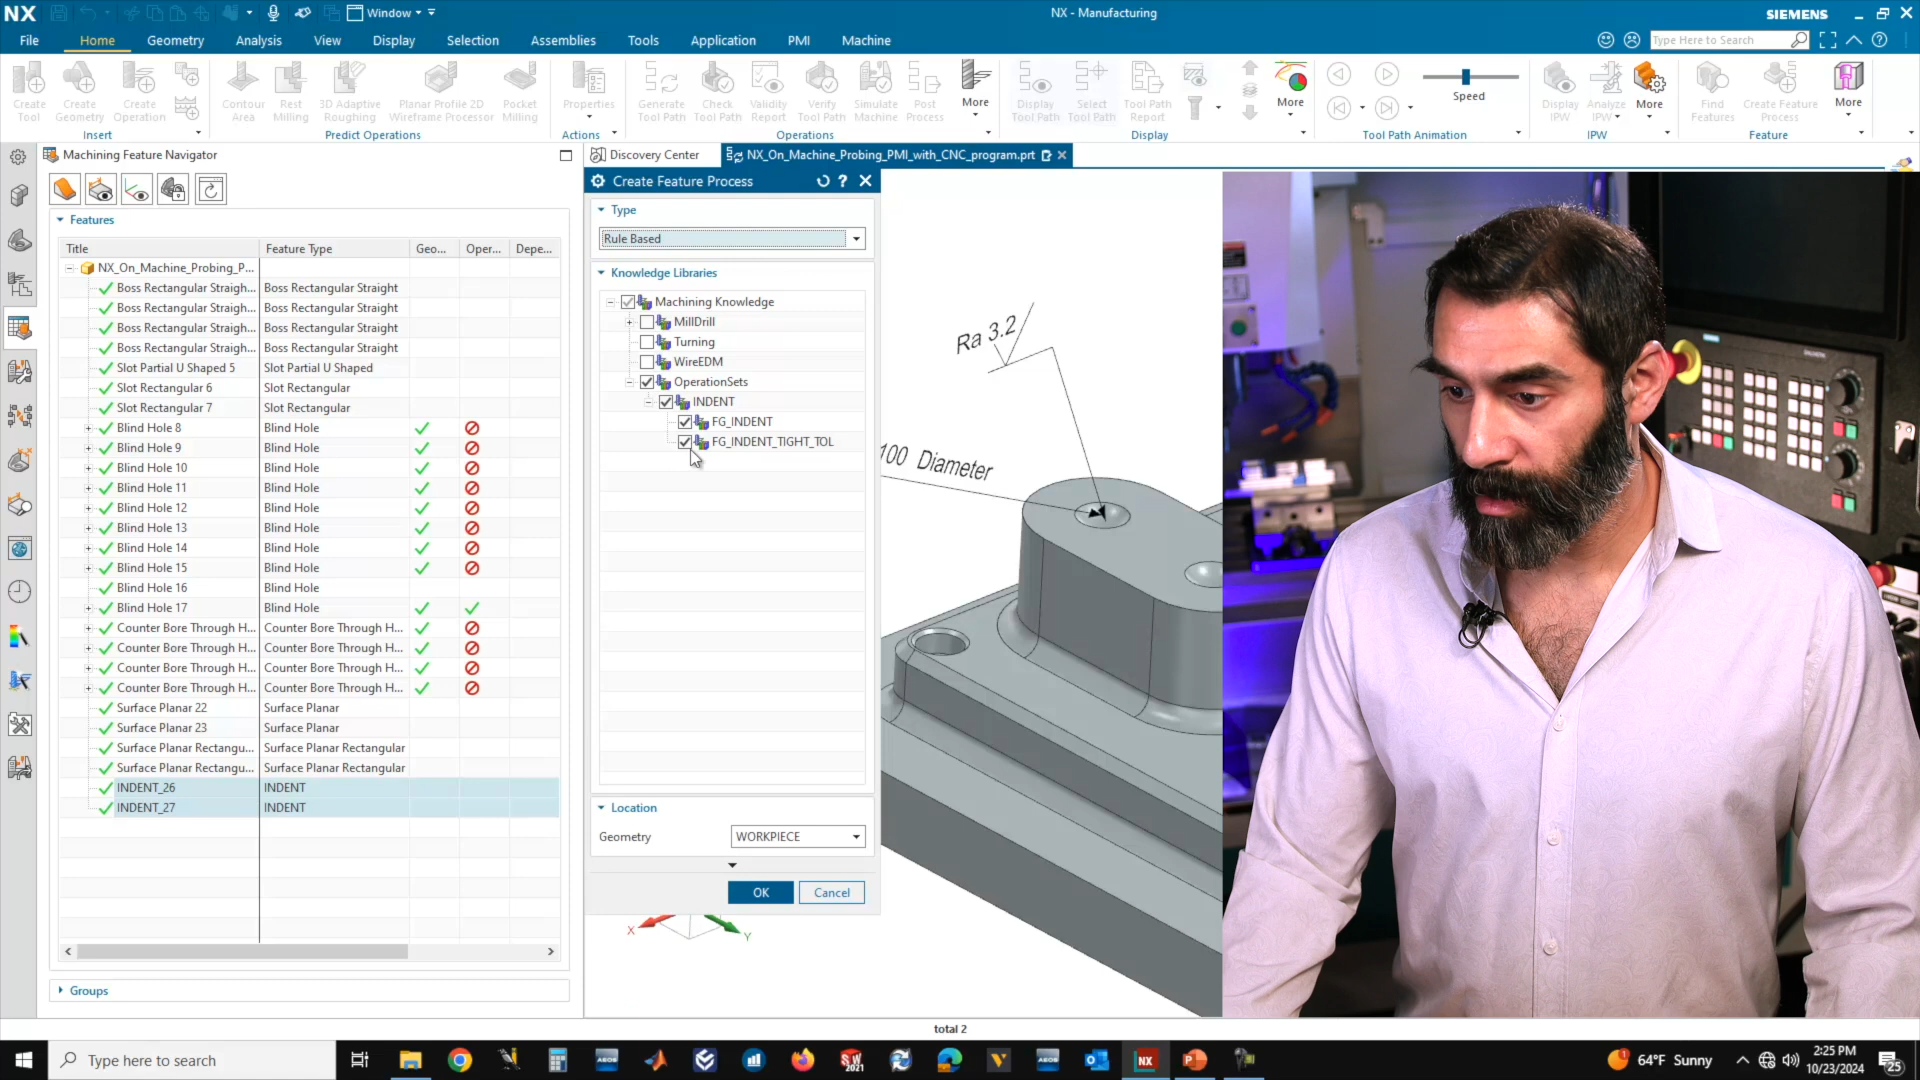 NX
Window
NX - Manufacturing
SIEMENS
File
Home
Geometry
Analysis
View
Display
Selection
Assemblies
Tools
Application
PMI
Machine
Type Here to Search
Create Tool
Create Geometry
Create Operation
Contour Area
Rest Milling
3D Adaptive Roughing
Planar Profile 2D Wireframe Processor
Pocket Milling
Properties
Generate Tool Path
Check Tool Path
Validity Report
Verify Tool Path
Simulate Machine
Post Process
More
Display Tool Path
Select Tool Path
Tool Path Report
More
Speed
Display IPW
Analyze IPW
More
Find Features
Create Feature Process
More
Insert
Predict Operations
Actions
Operations
Display
Tool Path Animation
IPW
Feature
Machining Feature Navigator
Discovery Center
NX_On_Machine_Probing_PMI_with_CNC_program.prt
Features
Title Feature Type Geo... Oper... Depe...
NX_On_Machine_Probing_P...
Boss Rectangular Straigh... Boss Rectangular Straight
Boss Rectangular Straigh... Boss Rectangular Straight
Boss Rectangular Straigh... Boss Rectangular Straight
Boss Rectangular Straigh... Boss Rectangular Straight
Slot Partial U Shaped 5 Slot Partial U Shaped
Slot Rectangular 6 Slot Rectangular
Slot Rectangular 7 Slot Rectangular
Blind Hole 8 Blind Hole
Blind Hole 9 Blind Hole
Blind Hole 10 Blind Hole
Blind Hole 11 Blind Hole
Blind Hole 12 Blind Hole
Blind Hole 13 Blind Hole
Blind Hole 14 Blind Hole
Blind Hole 15 Blind Hole
Blind Hole 16 Blind Hole
Blind Hole 17 Blind Hole
Counter Bore Through H... Counter Bore Through H...
Counter Bore Through H... Counter Bore Through H...
Counter Bore Through H... Counter Bore Through H...
Counter Bore Through H... Counter Bore Through H...
Surface Planar 22 Surface Planar
Surface Planar 23 Surface Planar
Surface Planar Rectangu... Surface Planar Rectangular
Surface Planar Rectangu... Surface Planar Rectangular
INDENT_26 INDENT
INDENT_27 INDENT
Groups
Create Feature Process
Type
Rule Based
Knowledge Libraries
Machining Knowledge
MillDrill
Turning
WireEDM
OperationSets
INDENT
FG_INDENT
FG_INDENT_TIGHT_TOL
Location
Geometry WORKPIECE
OK Cancel
Ra 3.2
100 Diameter
X
Y
total 2
Type here to search
64°F Sunny
2:25 PM
10/23/2024
25